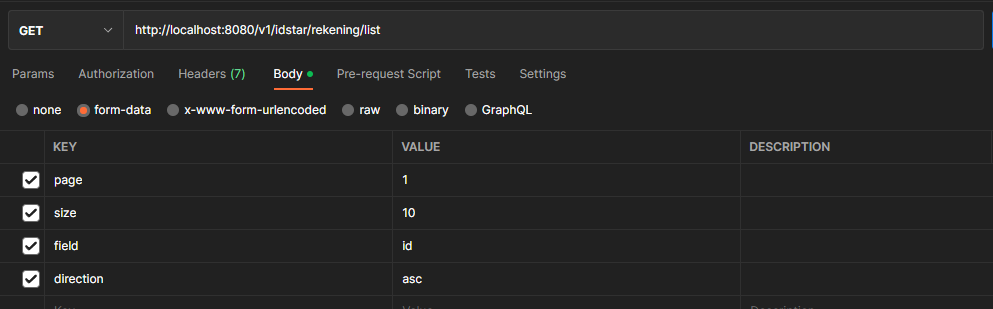 GET http://localhost:8080/v1/idstar/rekening/list
Params Authorization Headers (7) Body Pre-request Script Tests Settings
none form-data x-www-form-urlencoded raw binary GraphQL
KEY VALUE DESCRIPTION
page 1
size 10
field id
direction asc
Key Value Description